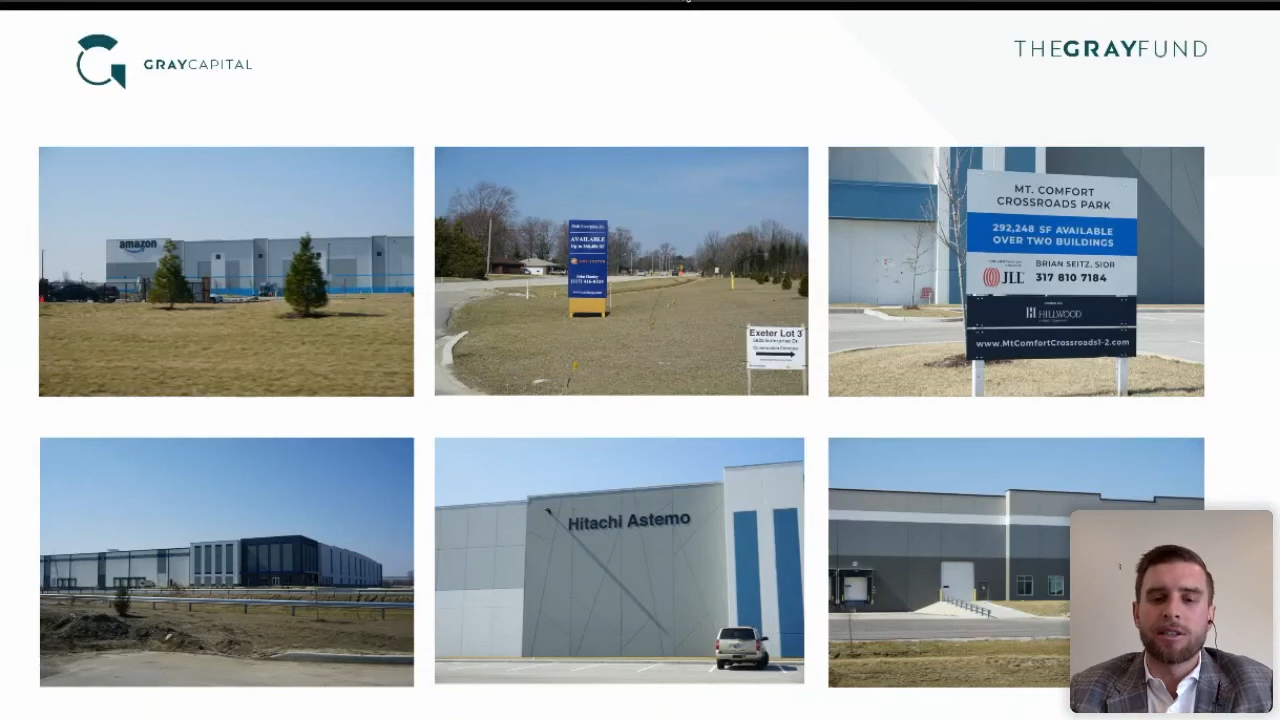 GRAYCAPITAL
THEGRAYFUND
amazon
AVAILABLE
Exeter Lot 3
MT. COMFORT
CROSSROADS PARK
292,248 SF AVAILABLE
OVER TWO BUILDINGS
JLL
BRIAN SEITZ, SIOR
317 810 7184
HILLWOOD
www.MtComfortCrossroads1-2.com
Hitachi Astemo